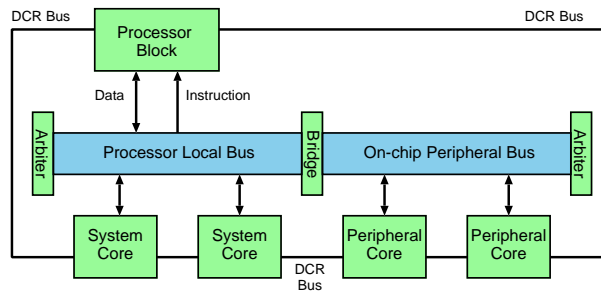 DCR Bus
DCR Bus
Processor
Block
Data
Instruction
Arbiter
Processor Local Bus
Bridge
On-chip Peripheral Bus
Arbiter
System
Core
System
Core
Peripheral
Core
Peripheral
Core
DCR
Bus